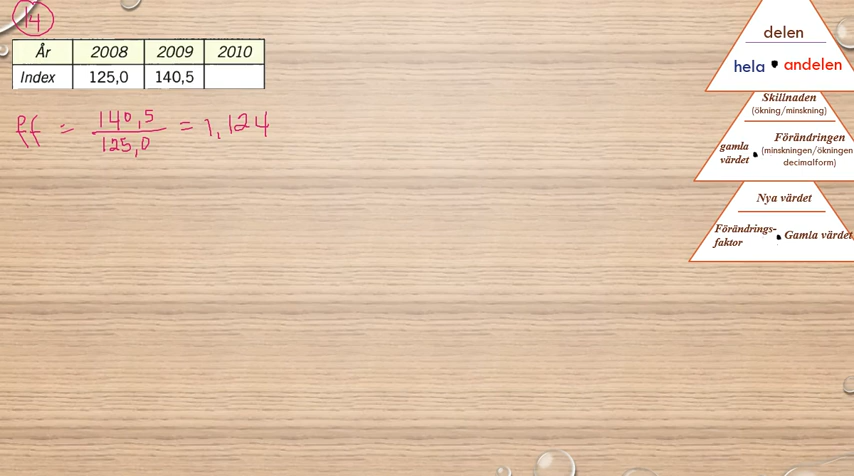 14
År 2008 2009 2010
Index 125,0 140,5
ff = 140,5 / 125,0 = 1,124
delen
hela • andelen
Skillnaden
(ökning/minskning)
gamla värdet • Förändringen
(minskningen/ökningen
decimalform)
Nya värdet
Förändrings-
faktor • Gamla värdet